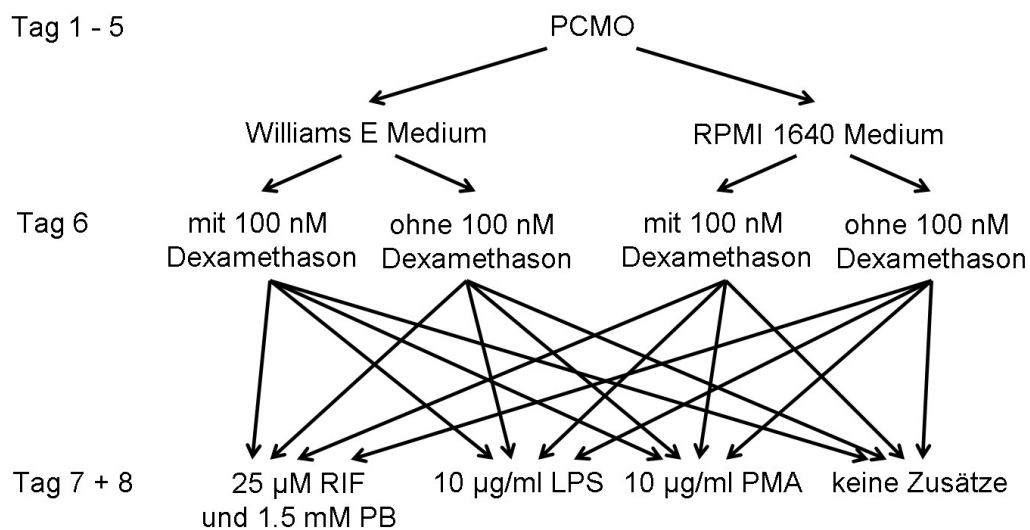 Tag 1 - 5 PCMO
Williams E Medium RPMI 1640 Medium
Tag 6 mit 100 nM ohne 100 nM mit 100 nM ohne 100 nM
Dexamethason Dexamethason Dexamethason Dexamethason
Tag 7 + 8 25 µM RIF 10 µg/ml LPS 10 µg/ml PMA keine Zusätze
und 1,5 mM PB